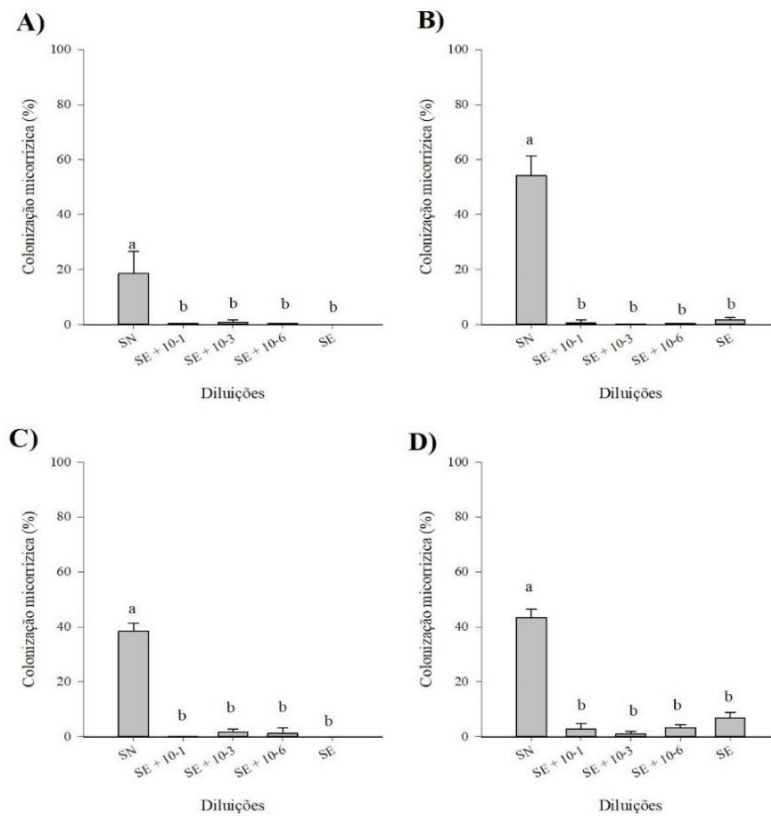 A)
100
80
60
40
20
0
Colonização micorrízica (%)
a
b
b
b
b
SN
SE + 10-1
SE + 10-3
SE + 10-6
SE
Diluições
B)
100
80
60
40
20
0
Colonização micorrízica (%)
a
b
b
b
b
SN
SE + 10-1
SE + 10-3
SE + 10-6
SE
Diluições
C)
100
80
60
40
20
0
Colonização micorrízica (%)
a
b
b
b
b
SN
SE + 10-1
SE + 10-3
SE + 10-6
SE
Diluições
D)
100
80
60
40
20
0
Colonização micorrízica (%)
a
b
b
b
b
SN
SE + 10-1
SE + 10-3
SE + 10-6
SE
Diluições